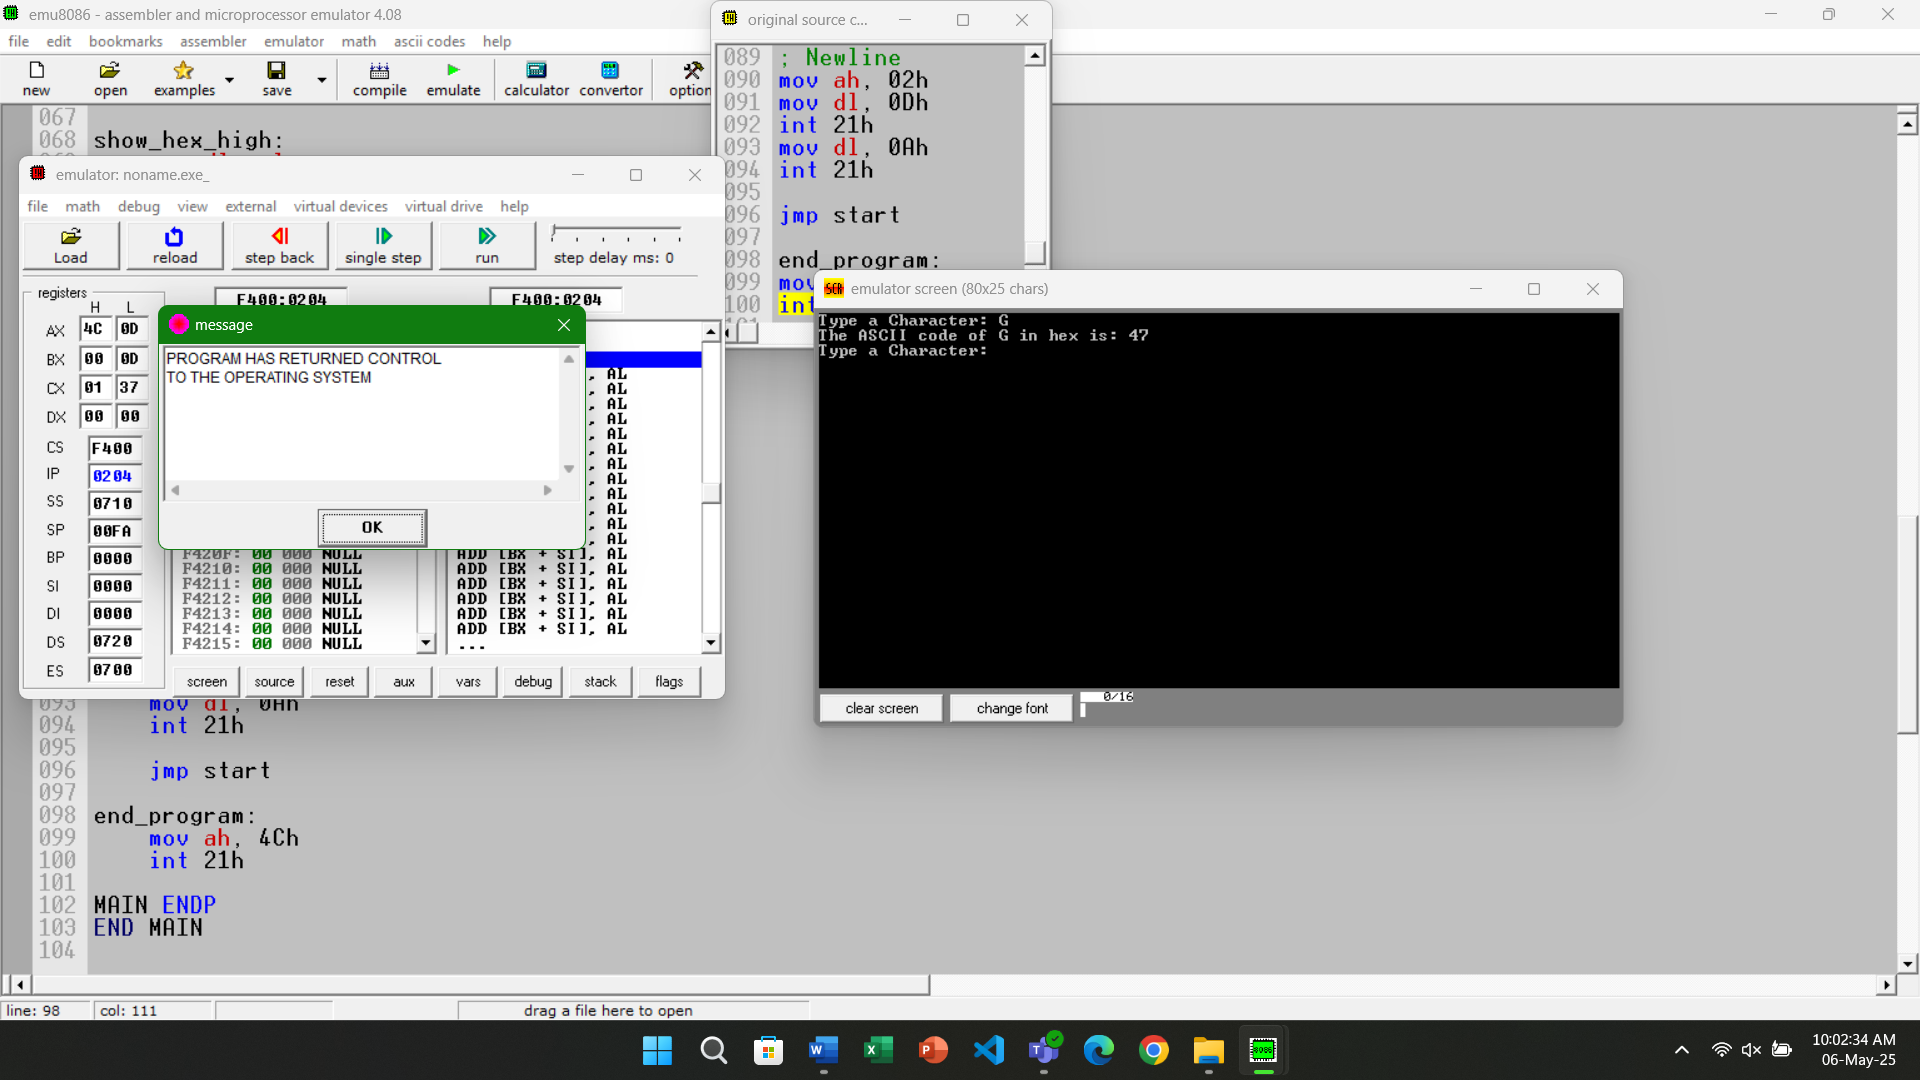 emu8086 - assembler and microprocessor emulator 4.08
file edit bookmarks assembler emulator math ascii codes help
new open examples save compile emulate calculator convertor option
067
068 show_hex_high:
original source c...
089 ; Newline
090 mov ah, 02h
091 mov dl, 0Dh
092 int 21h
093 mov dl, 0Ah
094 int 21h
095
096 jmp start
097
098 end_program:
099 mov
100 int
emulator: noname.exe_
file math debug view external virtual devices virtual drive help
Load reload step back single step run step delay ms: 0
registers
F400:0204 F400:0204
H L
AX 4C 0D
BX 00 0D
CX 01 37
DX 00 00
CS F400
IP 0204
SS 0710
SP 00FA
BP 0000
SI 0000
DI 0000
DS 0720
ES 0700
message
PROGRAM HAS RETURNED CONTROL
TO THE OPERATING SYSTEM
OK
, AL
, AL
, AL
, AL
, AL
, AL
, AL
, AL
, AL
, AL
, AL
, AL
F420F: 00 000 NULL ADD [BX + SI], AL
F4210: 00 000 NULL ADD [BX + SI], AL
F4211: 00 000 NULL ADD [BX + SI], AL
F4212: 00 000 NULL ADD [BX + SI], AL
F4213: 00 000 NULL ADD [BX + SI], AL
F4214: 00 000 NULL ADD [BX + SI], AL
F4215: 00 000 NULL ...
screen source reset aux vars debug stack flags
emulator screen (80x25 chars)
Type a Character: G
The ASCII code of G in hex is: 47
Type a Character:
clear screen change font 0/16
093 mov dl, 0Ah
094 int 21h
095
096 jmp start
097
098 end_program:
099 mov ah, 4Ch
100 int 21h
101
102 MAIN ENDP
103 END MAIN
104
line: 98 col: 111 drag a file here to open
10:02:34 AM
06-May-25